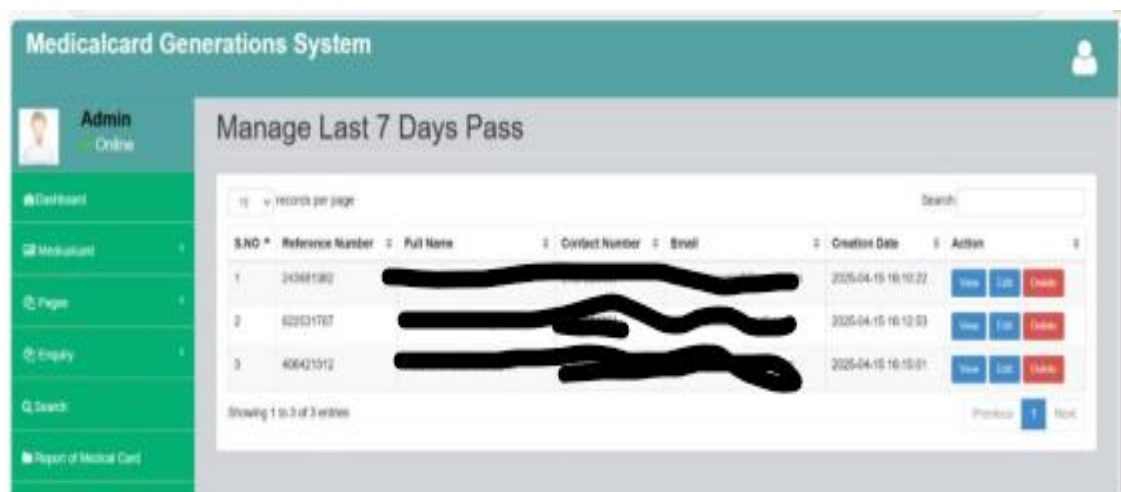 Medicalcard Generations System
Admin
Online
Manage Last 7 Days Pass
Dashboard
Medicalcard
Pages
Enquiry
Search
Report of Medical Card
10 records per page
Search:
S.NO Reference Number Full Name Contact Number Email Creation Date Action
1 2025-04-15 16:10:22 View Edit Delete
2 622531767 2025-04-15 16:12:53 View Edit Delete
3 406421312 2025-04-15 16:15:01 View Edit Delete
Showing 1 to 3 of 3 entries
Previous 1 Next